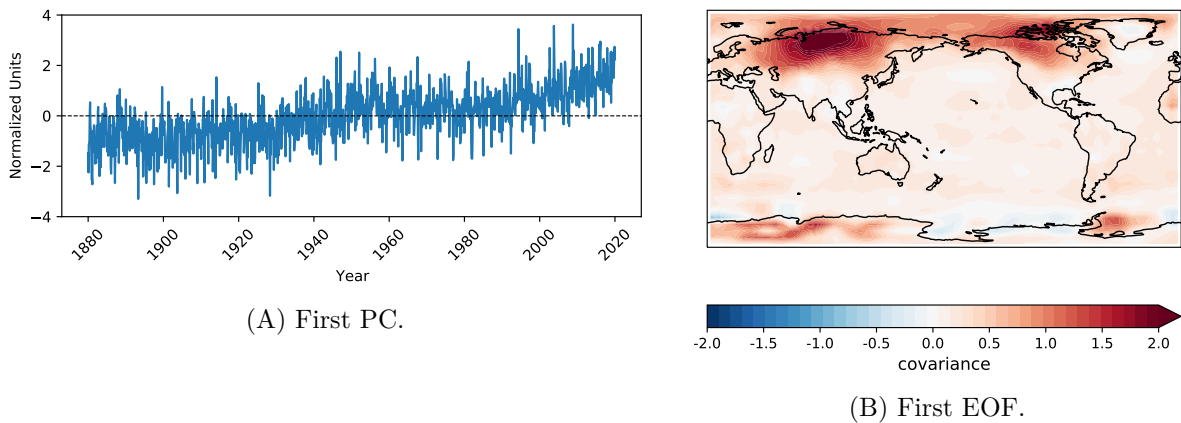 4
2
0
−2
−4
Normalized Units
1880
1900
1920
1940
1960
1980
2000
2020
Year
(A) First PC.
-2.0 -1.5 -1.0 -0.5 0.0 0.5 1.0 1.5 2.0
covariance
(B) First EOF.